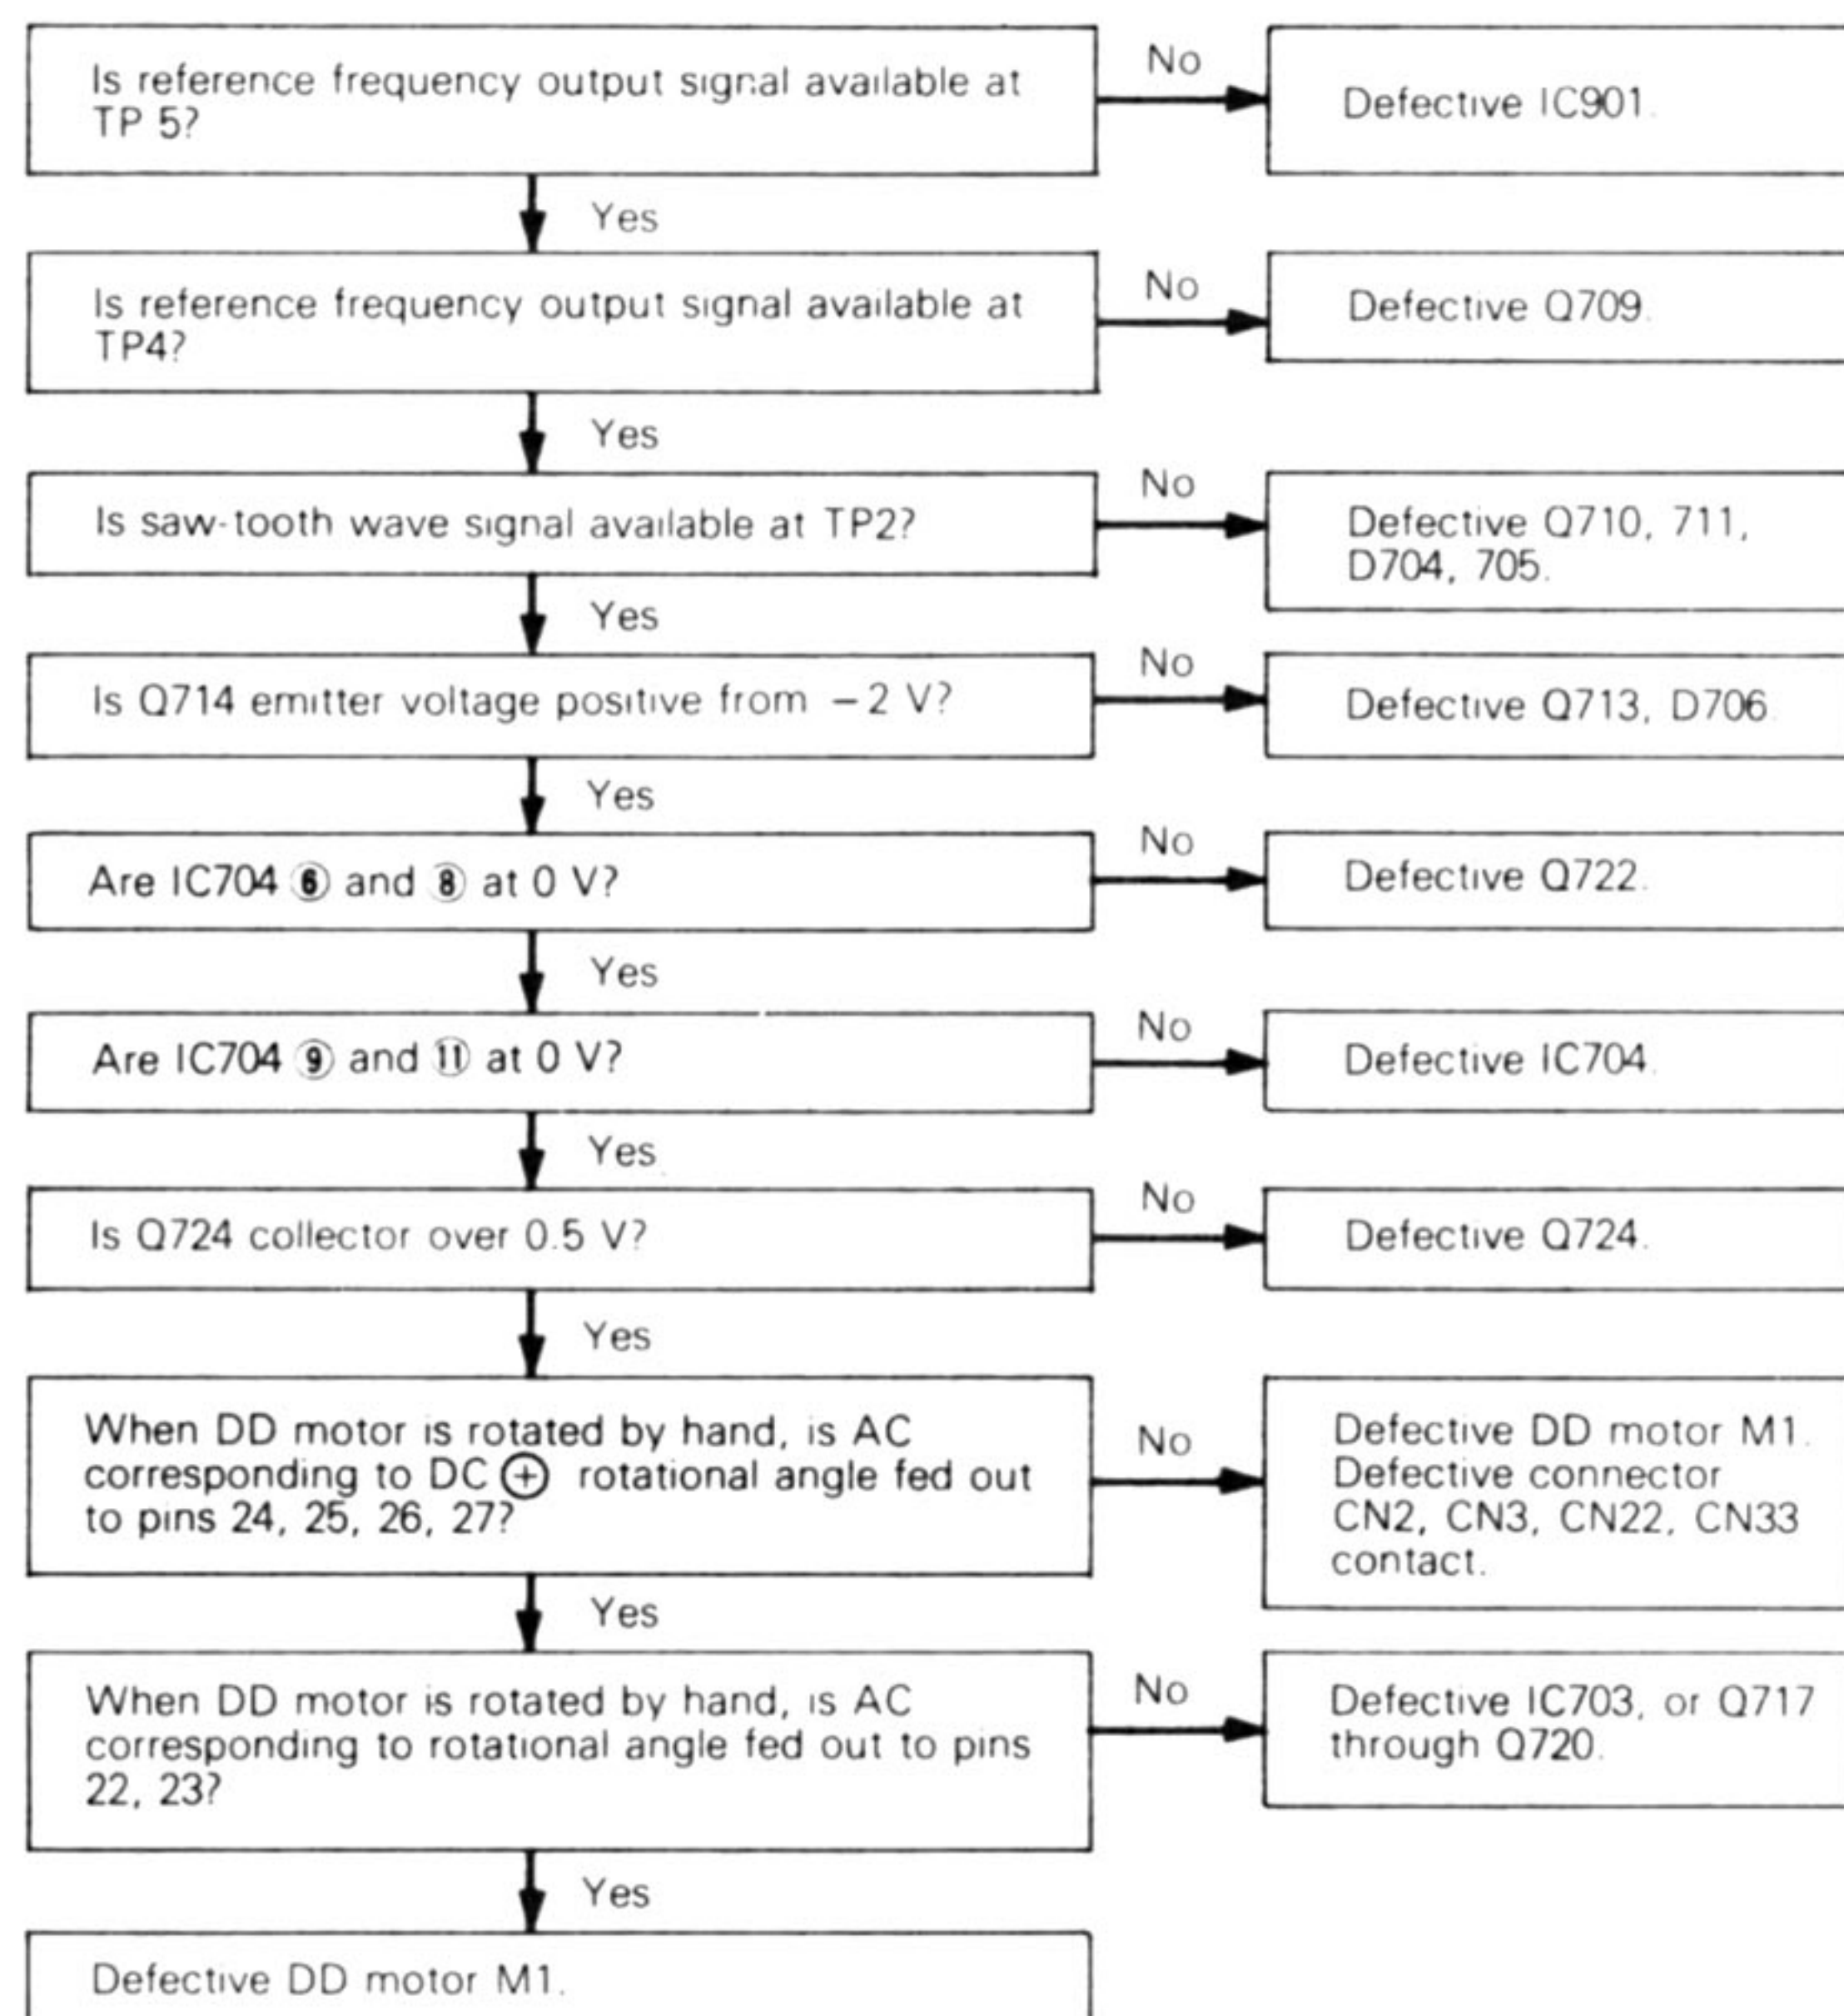 Is reference frequency output signal available at
TP 5?
No
Defective IC901.
Yes
Is reference frequency output signal available at
TP4?
No
Defective Q709.
Yes
Is saw-tooth wave signal available at TP2?
No
Defective Q710, 711,
D704, 705.
Yes
Is Q714 emitter voltage positive from −2 V?
No
Defective Q713, D706.
Yes
Are IC704 ⑥ and ⑧ at 0 V?
No
Defective Q722.
Yes
Are IC704 ⑨ and ⑪ at 0 V?
No
Defective IC704.
Yes
Is Q724 collector over 0.5 V?
No
Defective Q724.
Yes
When DD motor is rotated by hand, is AC
corresponding to DC ⊕ rotational angle fed out
to pins 24, 25, 26, 27?
No
Defective DD motor M1.
Defective connector
CN2, CN3, CN22, CN33
contact.
Yes
When DD motor is rotated by hand, is AC
corresponding to rotational angle fed out to pins
22, 23?
No
Defective IC703, or Q717
through Q720.
Yes
Defective DD motor M1.